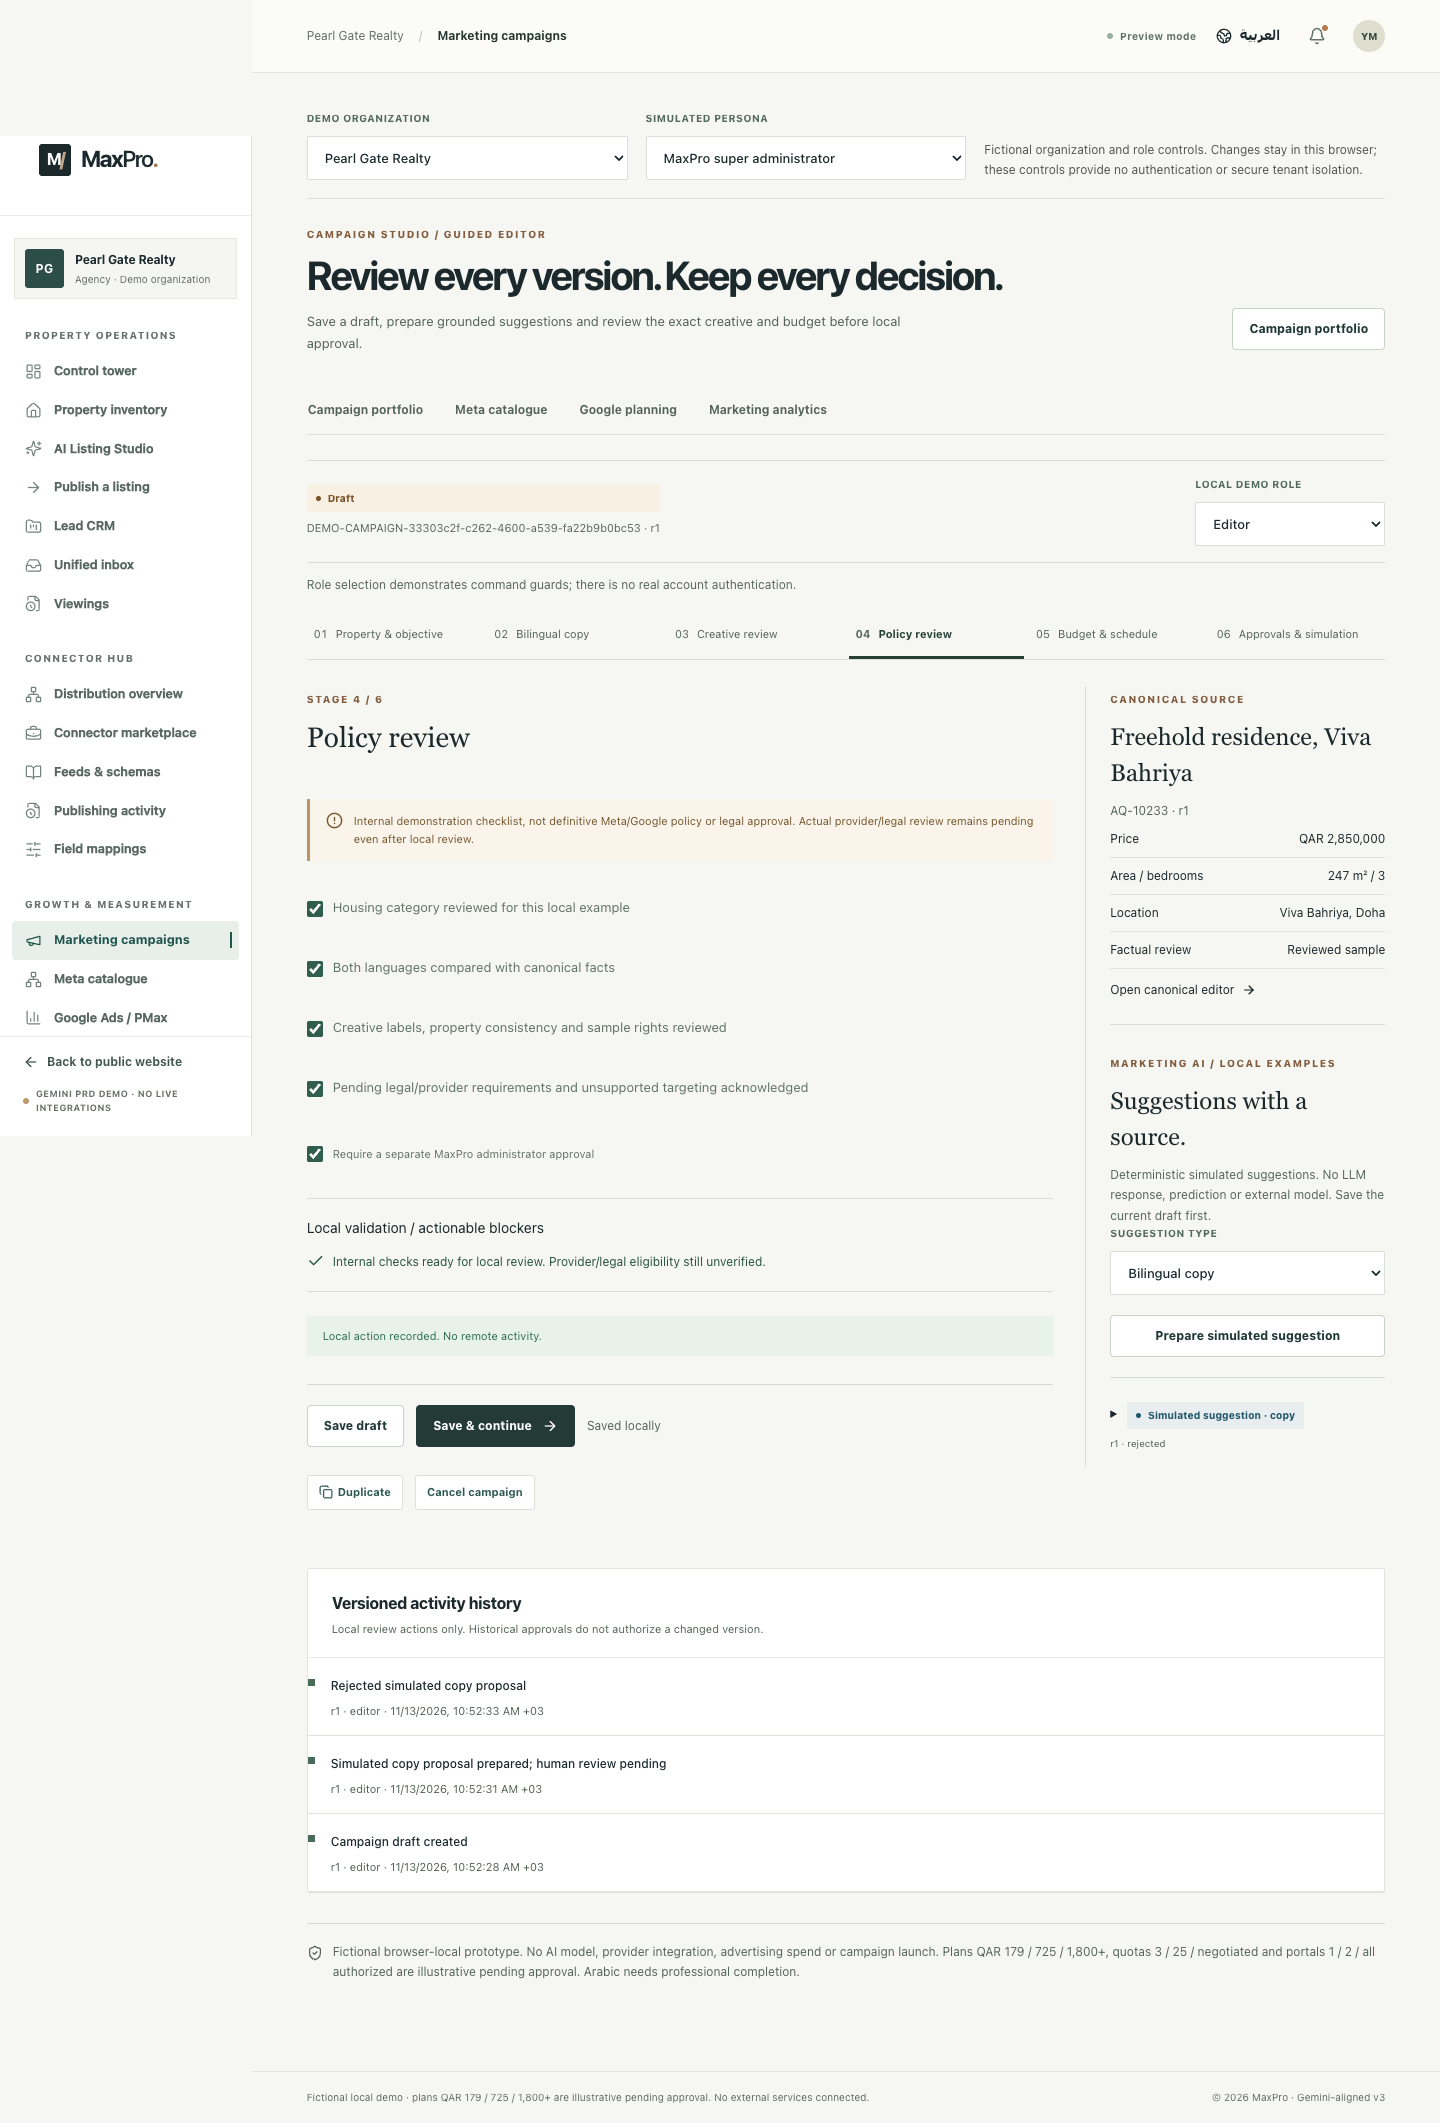 Pearl Gate Realty / Marketing campaigns
Preview mode
العربية
YM
M/ MaxPro.
PG
Pearl Gate Realty
Agency · Demo organization
PROPERTY OPERATIONS
Control tower
Property inventory
AI Listing Studio
Publish a listing
Lead CRM
Unified inbox
Viewings
CONNECTOR HUB
Distribution overview
Connector marketplace
Feeds & schemas
Publishing activity
Field mappings
GROWTH & MEASUREMENT
Marketing campaigns
Meta catalogue
Google Ads / PMax
Back to public website
GEMINI PRD DEMO · NO LIVE
INTEGRATIONS
DEMO ORGANIZATION
Pearl Gate Realty
SIMULATED PERSONA
MaxPro super administrator
Fictional organization and role controls. Changes stay in this browser;
these controls provide no authentication or secure tenant isolation.
CAMPAIGN STUDIO / GUIDED EDITOR
Review every version. Keep every decision.
Save a draft, prepare grounded suggestions and review the exact creative and budget before local
approval.
Campaign portfolio
Campaign portfolio
Meta catalogue
Google planning
Marketing analytics
Draft
DEMO-CAMPAIGN-33303c2f-c262-4600-a539-fa22b9b0bc53 · r1
LOCAL DEMO ROLE
Editor
Role selection demonstrates command guards; there is no real account authentication.
01 Property & objective
02 Bilingual copy
03 Creative review
04 Policy review
05 Budget & schedule
06 Approvals & simulation
STAGE 4 / 6
Policy review
Internal demonstration checklist, not definitive Meta/Google policy or legal approval. Actual provider/legal review remains pending
even after local review.
Housing category reviewed for this local example
Both languages compared with canonical facts
Creative labels, property consistency and sample rights reviewed
Pending legal/provider requirements and unsupported targeting acknowledged
Require a separate MaxPro administrator approval
Local validation / actionable blockers
Internal checks ready for local review. Provider/legal eligibility still unverified.
Local action recorded. No remote activity.
Save draft
Save & continue
Saved locally
Duplicate
Cancel campaign
CANONICAL SOURCE
Freehold residence, Viva
Bahriya
AQ-10233 · r1
Price QAR 2,850,000
Area / bedrooms 247 m² / 3
Location Viva Bahriya, Doha
Factual review Reviewed sample
Open canonical editor
MARKETING AI / LOCAL EXAMPLES
Suggestions with a
source.
Deterministic simulated suggestions. No LLM
response, prediction or external model. Save the
current draft first.
SUGGESTION TYPE
Bilingual copy
Prepare simulated suggestion
Simulated suggestion · copy
r1 · rejected
Versioned activity history
Local review actions only. Historical approvals do not authorize a changed version.
Rejected simulated copy proposal
r1 · editor · 11/13/2026, 10:52:33 AM +03
Simulated copy proposal prepared; human review pending
r1 · editor · 11/13/2026, 10:52:31 AM +03
Campaign draft created
r1 · editor · 11/13/2026, 10:52:28 AM +03
Fictional browser-local prototype. No AI model, provider integration, advertising spend or campaign launch. Plans QAR 179 / 725 / 1,800+, quotas 3 / 25 / negotiated and portals 1 / 2 / all
authorized are illustrative pending approval. Arabic needs professional completion.
Fictional local demo · plans QAR 179 / 725 / 1,800+ are illustrative pending approval. No external services connected.
© 2026 MaxPro · Gemini-aligned v3